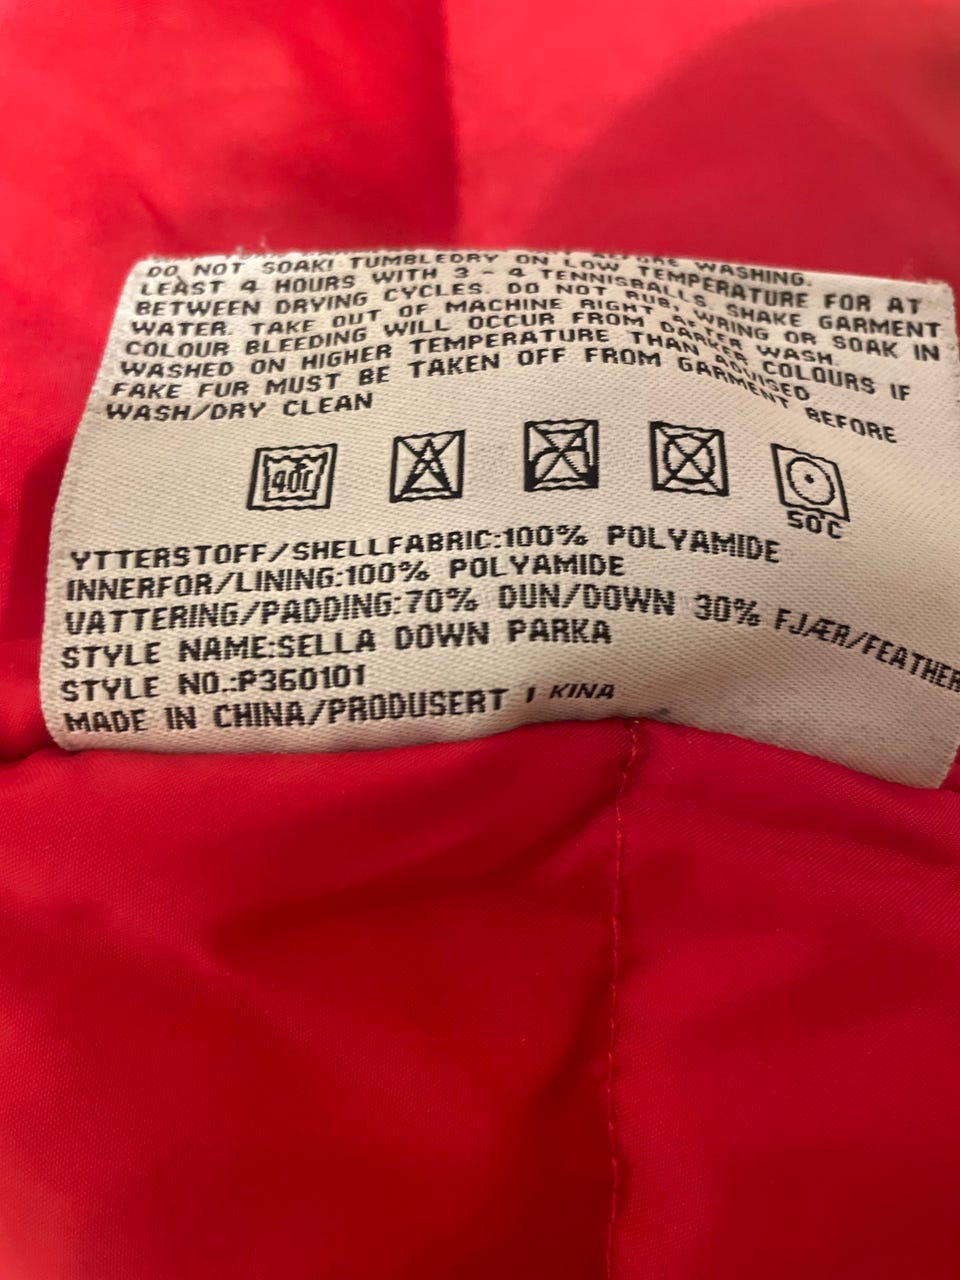 WASHING.
DO NOT SOAK! TUMBLEDRY ON LOW TEMPERATURE FOR AT
LEAST 4 HOURS WITH 3 - 4 TENNISBALLS. SHAKE GARMENT
BETWEEN DRYING CYCLES. DO NOT RUB, WRING OR SOAK IN
WATER. TAKE OUT OF MACHINE RIGHT AFTER WASH.
COLOUR BLEEDING WILL OCCUR FROM DARKER COLOURS IF
WASHED ON HIGHER TEMPERATURE THAN ADVISED
FAKE FUR MUST BE TAKEN OFF FROM GARMENT BEFORE
WASH/DRY CLEAN
40C
50°C
YTTERSTOFF/SHELLFABRIC:100% POLYAMIDE
INNERFOR/LINING:100% POLYAMIDE
VATTERING/PADDING:70% DUN/DOWN 30% FJÆR/FEATHER
STYLE NAME:SELLA DOWN PARKA
STYLE NO.:P360101
MADE IN CHINA/PRODUSERT I KINA